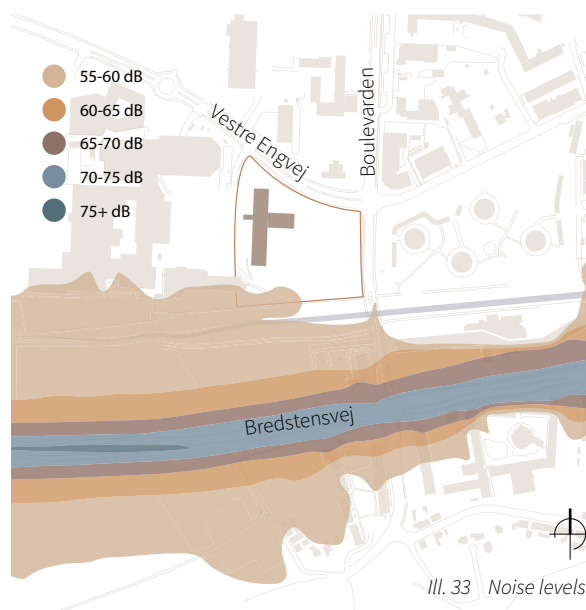 55-60 dB
60-65 dB
65-70 dB
70-75 dB
75+ dB
Vestre Engvej
Boulevarden
Bredstensvej
Ill. 33 Noise levels